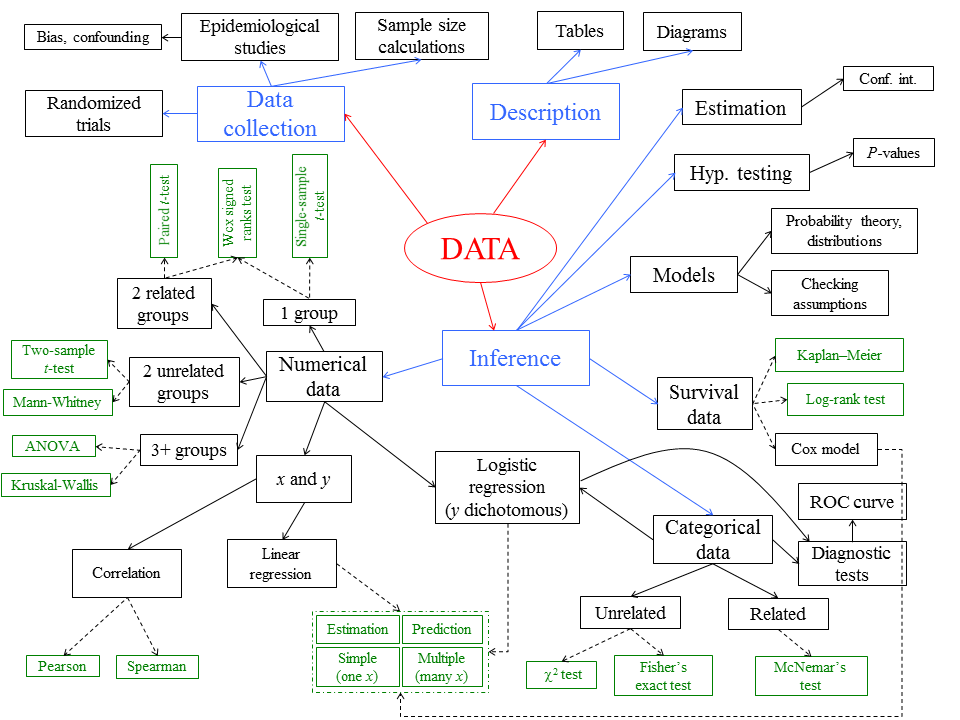 Bias, confounding
Epidemiological
studies
Sample size
calculations
Tables
Diagrams
Randomized
trials
Data
collection
Description
Estimation
Conf. int.
Hyp. testing
P-values
Paired t-test
Wcx signed
ranks test
Single-sample
t-test
DATA
Probability theory,
distributions
Models
Checking
assumptions
2 related
groups
1 group
Inference
Two-sample
t-test
Mann-Whitney
2 unrelated
groups
Numerical
data
Kaplan–Meier
Survival
data
Log-rank test
Cox model
ANOVA
Kruskal-Wallis
3+ groups
x and y
Logistic
regression
(y dichotomous)
ROC curve
Categorical
data
Diagnostic
tests
Correlation
Linear
regression
Unrelated
Related
Estimation
Prediction
Simple
(one x)
Multiple
(many x)
Pearson
Spearman
χ² test
Fisher’s
exact test
McNemar’s
test